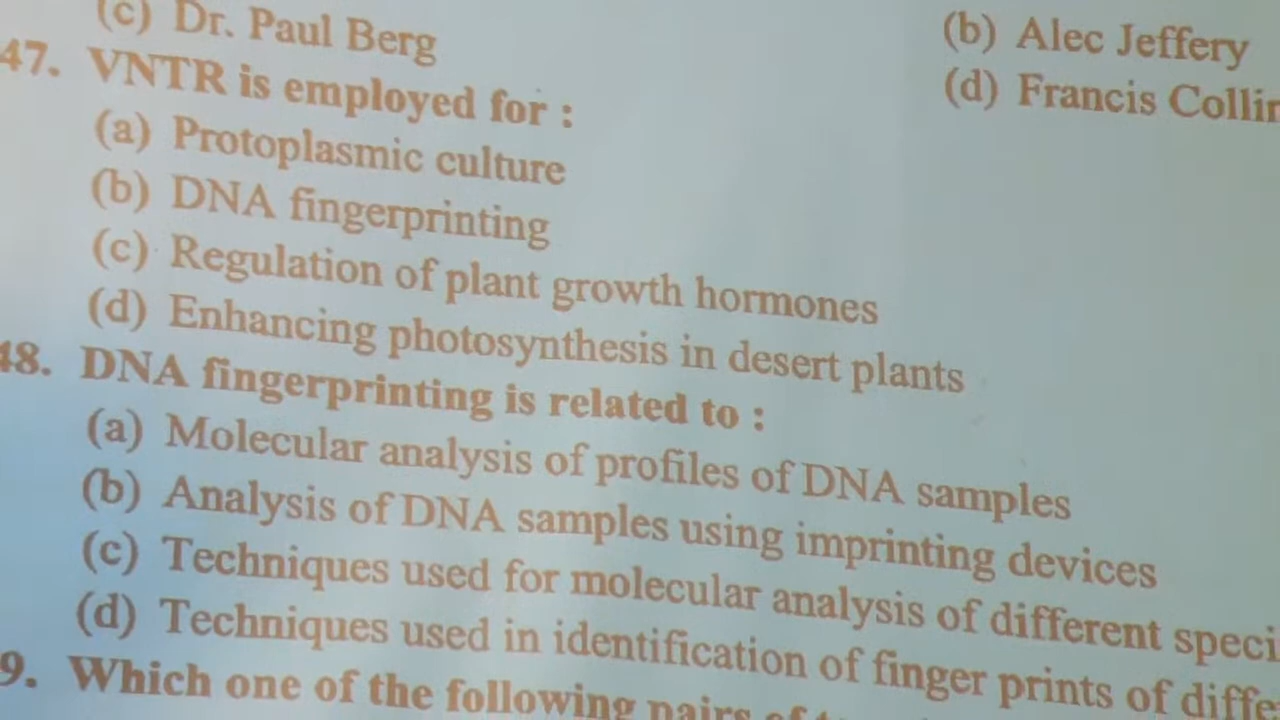 (c) Dr. Paul Berg
(b) Alec Jeffery
(d) Francis
47. VNTR is employed for :
(a) Protoplasmic culture
(b) DNA fingerprinting
(c) Regulation of plant growth hormones
(d) Enhancing photosynthesis in desert plants
48. DNA fingerprinting is related to :
(a) Molecular analysis of profiles of DNA samples
(b) Analysis of DNA samples using imprinting devices
(c) Techniques used for molecular analysis of different
(d) Techniques used in identification of finger prints of
9. Which one of the following pairs of